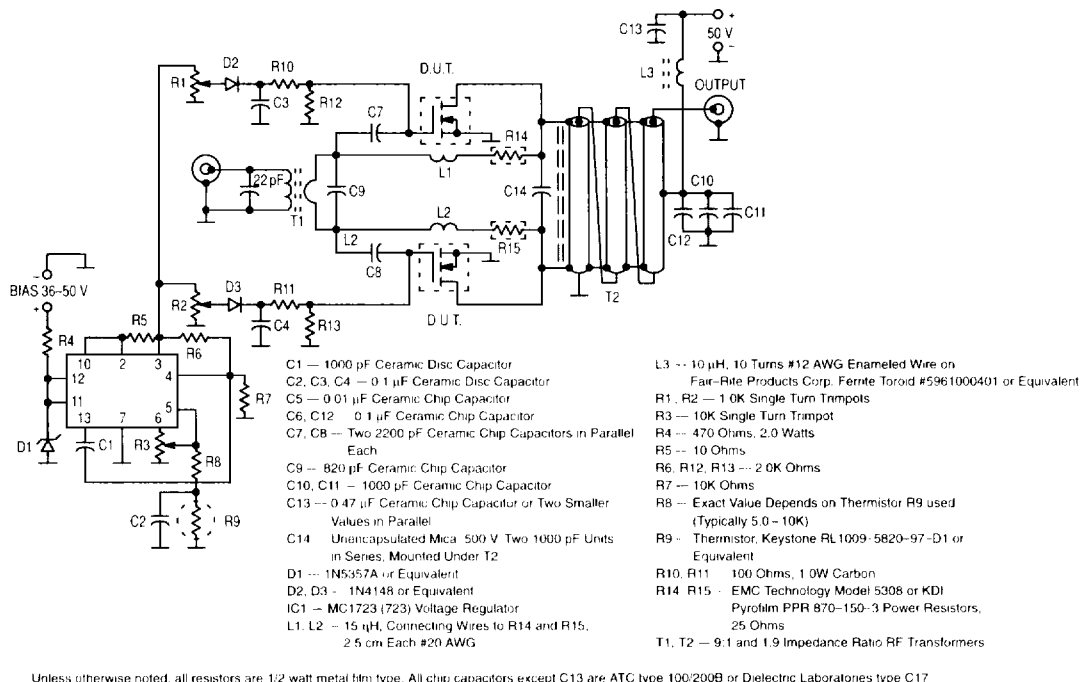 C13
+
50 V
–
L3
OUTPUT
D2
R10
D.U.T.
R1
C3
R12
C7
R14
L1
22 pF
C9
C14
C10
T1
L2
C11
R15
C12
L2
C8
–
BIAS 36–50 V
+
D3
R11
T2
R2
D.U.T.
R4
R5
C4
R13
R6
10
2
3
12
4
11
5
R7
13
7
6
D1
C1
R3
R8
C2
R9
C1 — 1000 pF Ceramic Disc Capacitor
C2, C3, C4 — 0.1 μF Ceramic Disc Capacitor
C5 — 0.01 μF Ceramic Chip Capacitor
C6, C12 — 0.1 μF Ceramic Chip Capacitor
C7, C8 — Two 2200 pF Ceramic Chip Capacitors in Parallel
Each
C9 — 820 pF Ceramic Chip Capacitor
C10, C11 — 1000 pF Ceramic Chip Capacitor
C13 — 0.47 μF Ceramic Chip Capacitor or Two Smaller
Values in Parallel
C14 Unencapsulated Mica 500 V Two 1000 pF Units
in Series, Mounted Under T2
D1 — 1N5357A or Equivalent
D2, D3 – 1N4148 or Equivalent
IC1 — MC1723 (723) Voltage Regulator
L1, L2 – 15 ηH, Connecting Wires to R14 and R15,
2.5 cm Each #20 AWG
L3 — 10 μH, 10 Turns #12 AWG Enameled Wire on
Fair–Rite Products Corp. Ferrite Toroid #5961000401 or Equivalent
R1, R2 — 1.0K Single Turn Trimpots
R3 — 10K Single Turn Trimpot
R4 — 470 Ohms, 2.0 Watts
R5 — 10 Ohms
R6, R12, R13 — 2.0K Ohms
R7 — 10K Ohms
R8 — Exact Value Depends on Thermistor R9 used
(Typically 5.0 – 10K)
R9 – Thermistor, Keystone RL1009–5820–97–D1 or
Equivalent
R10, R11 100 Ohms, 1.0W Carbon
R14 R15 – EMC Technology Model 5308 or KDI
Pyrofilm PPR 870–150–3 Power Resistors,
25 Ohms
T1, T2 — 9:1 and 1:9 Impedance Ratio RF Transformers
Unless otherwise noted, all resistors are 1/2 watt metal film type. All chip capacitors except C13 are ATC type 100/200B or Dielectric Laboratories type C17